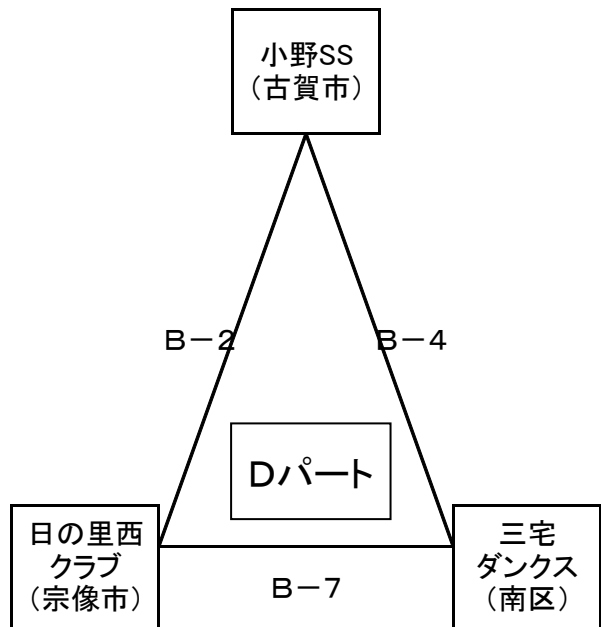 小野SS
（古賀市）
B－2
B－4
Dパート
日の里西
クラブ
（宗像市）
三宅
ダンクス
（南区）
B－7